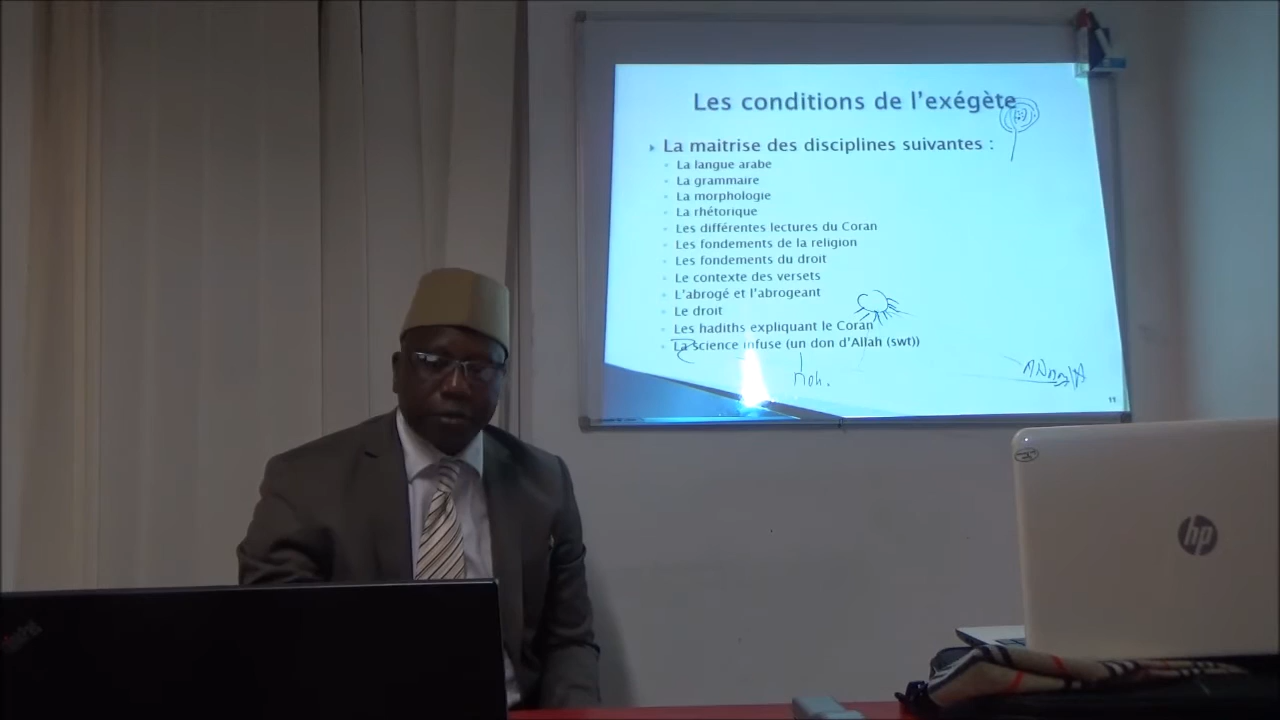 Les conditions de l'exégète
La maitrise des disciplines suivantes :
La langue arabe
La grammaire
La morphologie
La rhétorique
Les différentes lectures du Coran
Les fondements de la religion
Les fondements du droit
Le contexte des versets
L'abrogé et l'abrogeant
Le droit
Les hadiths expliquant le Coran
La science infuse (un don d'Allah (swt))
11
hp